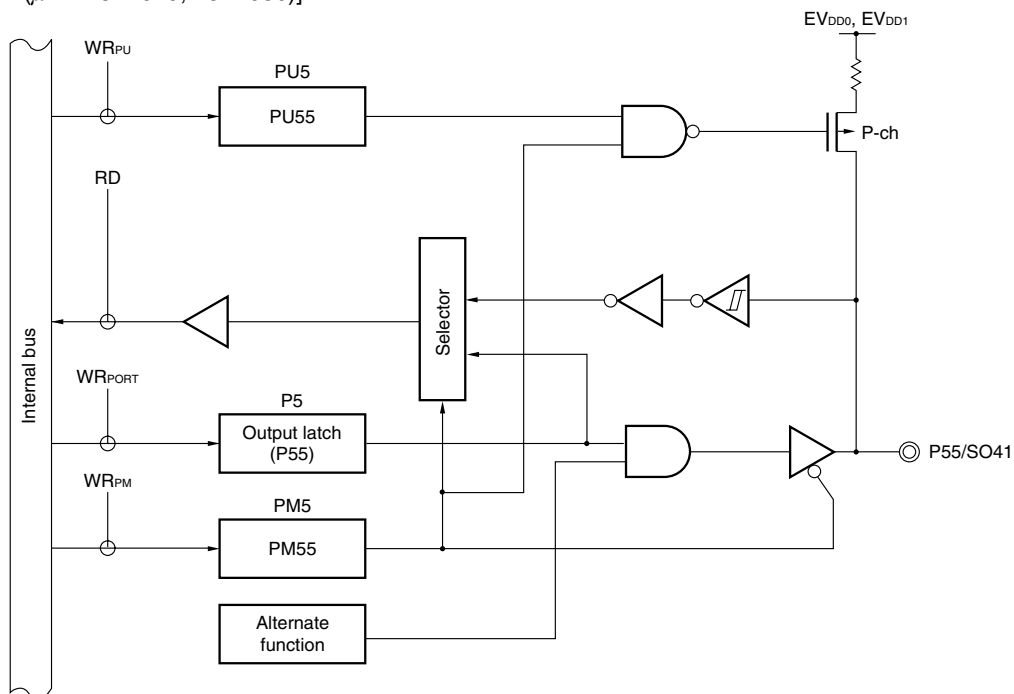 EVDD0, EVDD1
WRPU
PU5
PU55
P-ch
RD
Selector
Internal bus
WRPORT
P5
Output latch
(P55)
P55/SO41
WRPM
PM5
PM55
Alternate
function